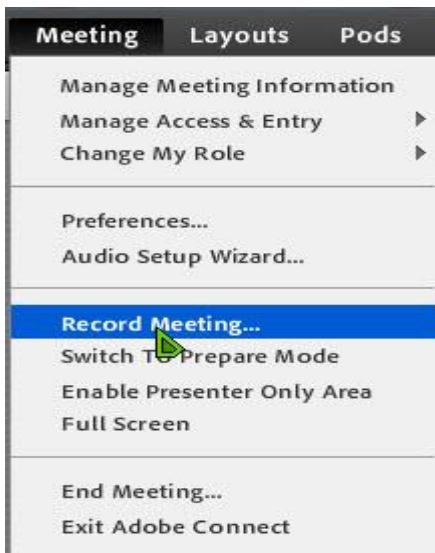 Meeting Layouts Pods
Manage Meeting Information
Manage Access & Entry
Change My Role
Preferences...
Audio Setup Wizard...
Record Meeting...
Switch To Prepare Mode
Enable Presenter Only Area
Full Screen
End Meeting...
Exit Adobe Connect